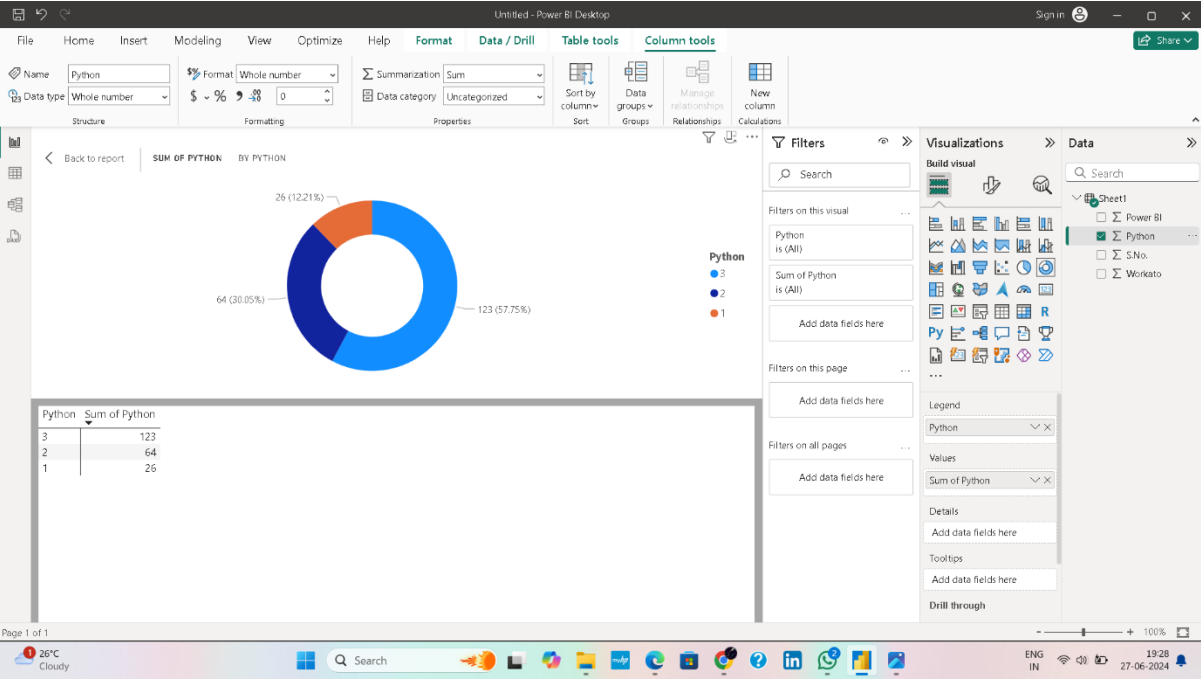 Untitled - Power BI Desktop
Sign in
File Home Insert Modeling View Optimize Help Format Data / Drill Table tools Column tools
Share
Name Python
Data type Whole number
Structure
$% Format Whole number
$ % 0
Formatting
Σ Summarization Sum
Data category Uncategorized
Properties
Sort by column
Sort
Data groups
Groups
Manage relationships
Relationships
New column
Calculations
Back to report SUM OF PYTHON BY PYTHON
26 (12.21%)
64 (30.05%)
123 (57.75%)
Python
3
2
1
Python Sum of Python
3 123
2 64
1 26
Filters
Search
Filters on this visual ...
Python
is (All)
Sum of Python
is (All)
Add data fields here
Filters on this page ...
Add data fields here
Filters on all pages ...
Add data fields here
Visualizations
Build visual
123
R
Py
...
Legend
Python
Values
Sum of Python
Details
Add data fields here
Tooltips
Add data fields here
Drill through
Data
Search
Sheet1
Σ Power BI
Σ Python ...
Σ S.No.
Σ Workato
Page 1 of 1
- + 100%
1
26°C
Cloudy
Search
2
ENG
IN
19:28
27-06-2024